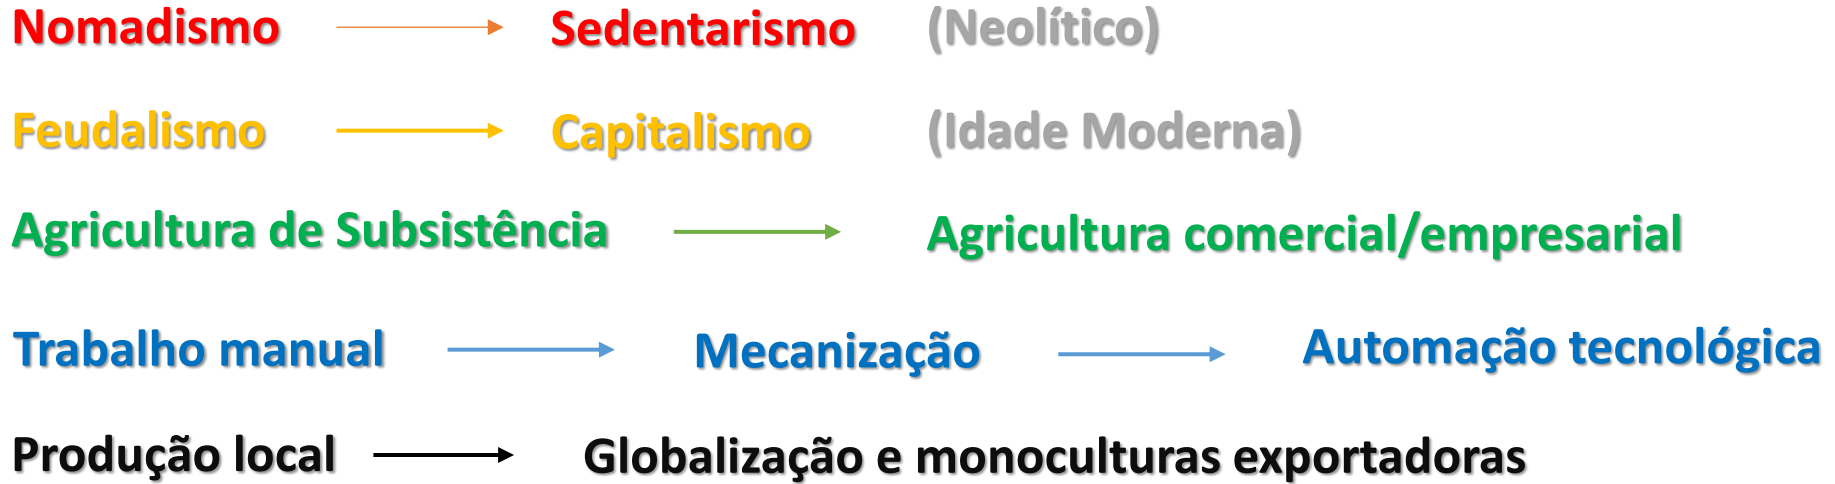 Nomadismo Sedentarismo (Neolítico)
Feudalismo Capitalismo (Idade Moderna)
Agricultura de Subsistência Agricultura comercial/empresarial
Trabalho manual Mecanização Automação tecnológica
Produção local Globalização e monoculturas exportadoras